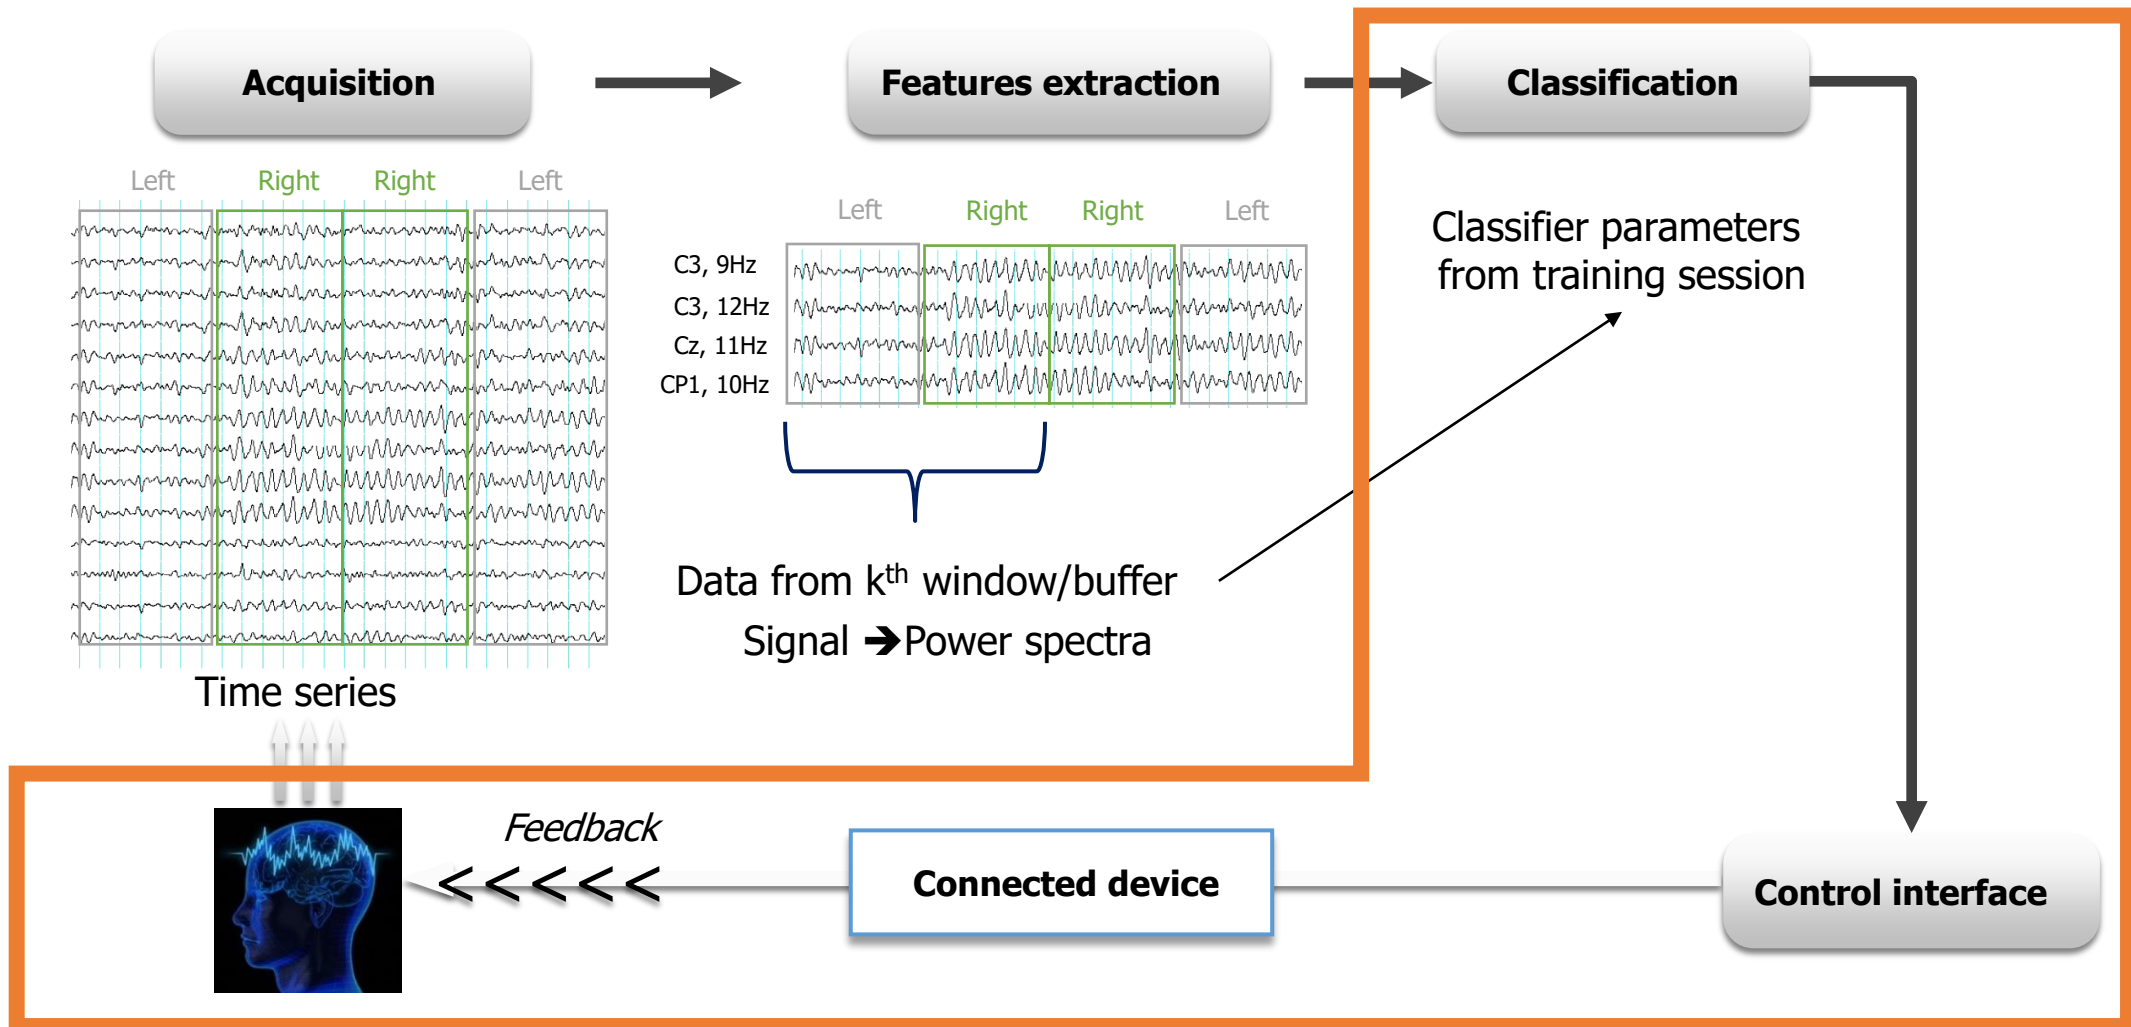 Acquisition
Features extraction
Classification
Left
Right
Right
Left
Left
Right
Right
Left
C3, 9Hz
C3, 12Hz
Cz, 11Hz
CP1, 10Hz
Classifier parameters
from training session
Data from kth window/buffer
Signal ➔Power spectra
Time series
Feedback
< < < < <
Connected device
Control interface